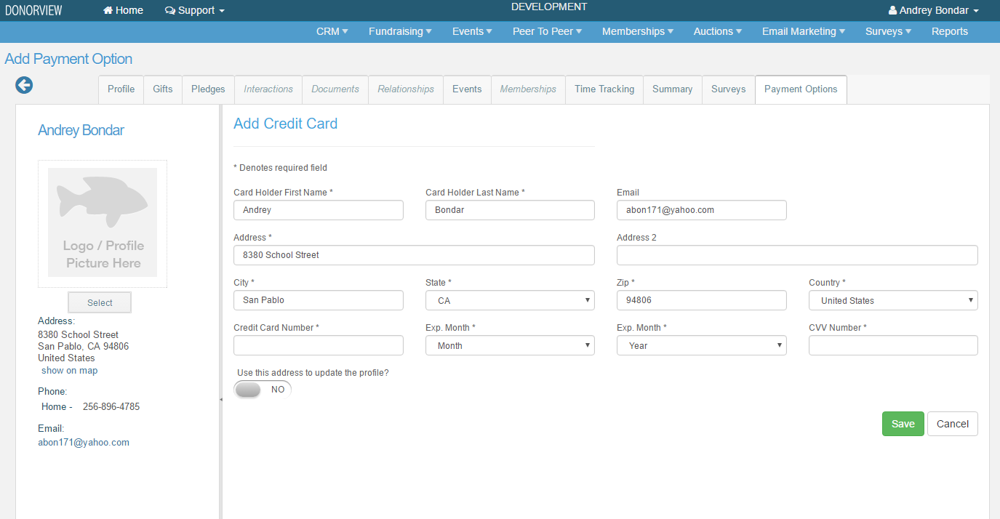 DONORVIEW Home Support DEVELOPMENT Andrey Bondar
CRM Fundraising Events Peer To Peer Memberships Auctions Email Marketing Surveys Reports
Add Payment Option
Profile Gifts Pledges Interactions Documents Relationships Events Memberships Time Tracking Summary Surveys Payment Options
Andrey Bondar
Logo / Profile
Picture Here
Select
Address:
8380 School Street
San Pablo, CA 94806
United States
show on map
Phone:
Home - 256-896-4785
Email:
abon171@yahoo.com
Add Credit Card
* Denotes required field
Card Holder First Name * Card Holder Last Name * Email
Andrey Bondar abon171@yahoo.com
Address * Address 2
8380 School Street
City * State * Zip * Country *
San Pablo CA 94806 United States
Credit Card Number * Exp. Month * Exp. Month * CVV Number *
Month Year
Use this address to update the profile?
NO
Save Cancel